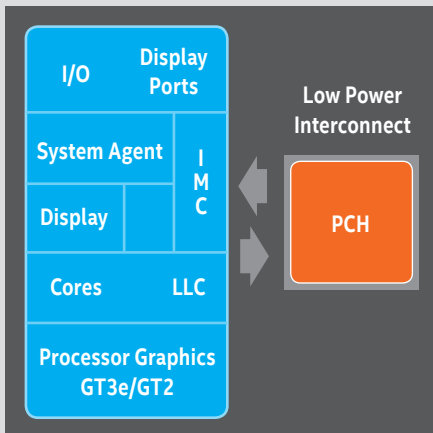 I/O
Display
Ports
Low Power
Interconnect
System Agent
I
M
C
Display
PCH
Cores
LLC
Processor Graphics
GT3e/GT2